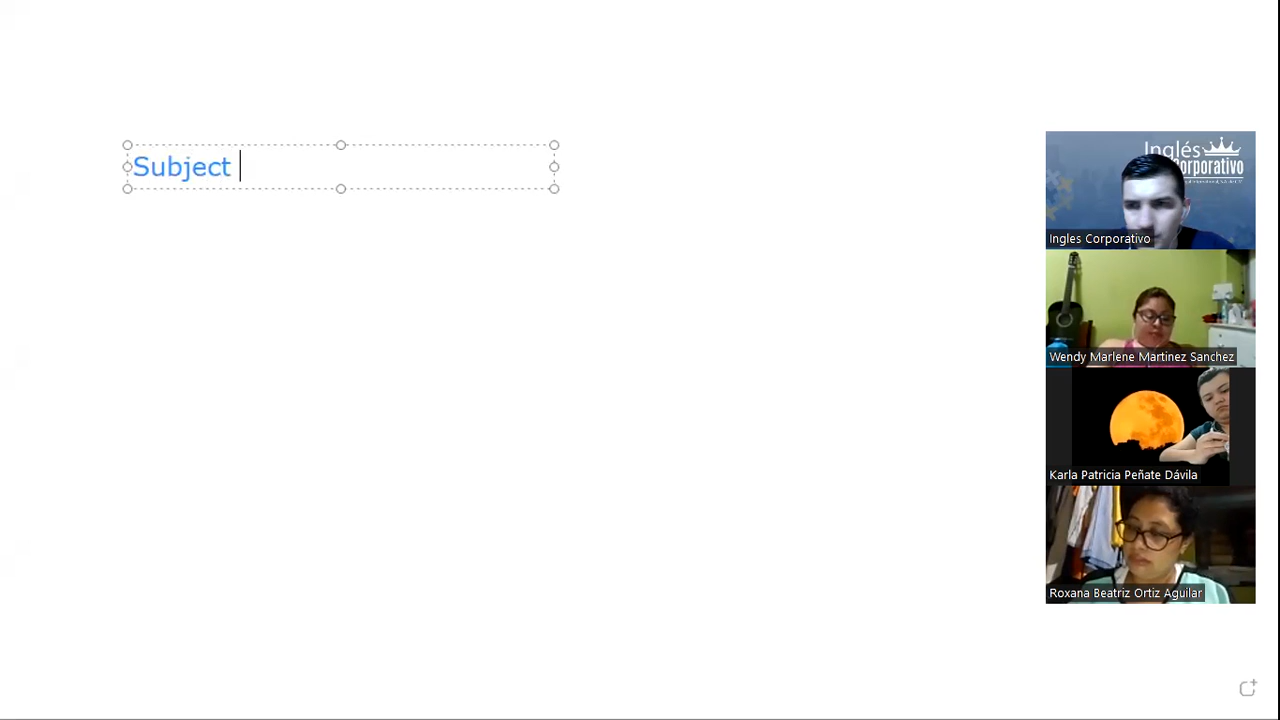 Subject
Inglés
Corporativo
Ingles Corporativo
Wendy Marlene Martinez Sanchez
Karla Patricia Peñate Dávila
Roxana Beatriz Ortiz Aguilar